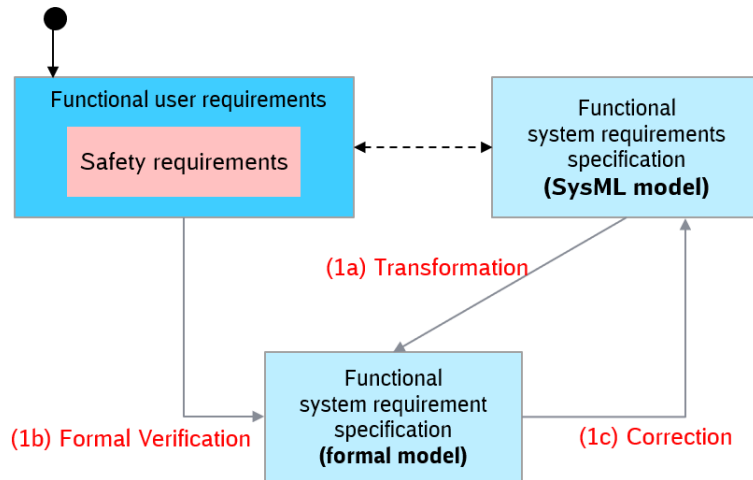 Functional user requirements
Safety requirements
Functional
system requirements
specification
(SysML model)
(1a) Transformation
Functional
system requirement
specification
(formal model)
(1b) Formal Verification
(1c) Correction